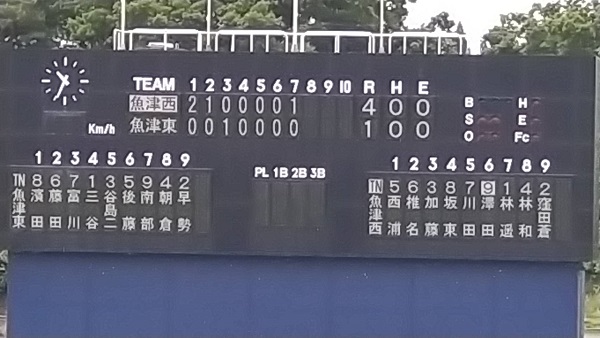 TEAM 1 2 3 4 5 6 7 8 9 10 R H E
魚津西 2 1 0 0 0 0 1 4 0 0
魚津東 0 0 1 0 0 0 0 1 0 0
B H
S E
O Fc
Km/h
1 2 3 4 5 6 7 8 9
TN 8 6 7 1 3 5 9 4 2
魚津東 濱田 藤田 冨川 三谷 谷島二 後藤 南部 朝倉 早勢
PL 1B 2B 3B
1 2 3 4 5 6 7 8 9
TN 5 6 3 8 7 9 1 4 2
魚津西 西浦 椎名 加藤 坂東 川田 澤田 林遥 林和 窪田蒼